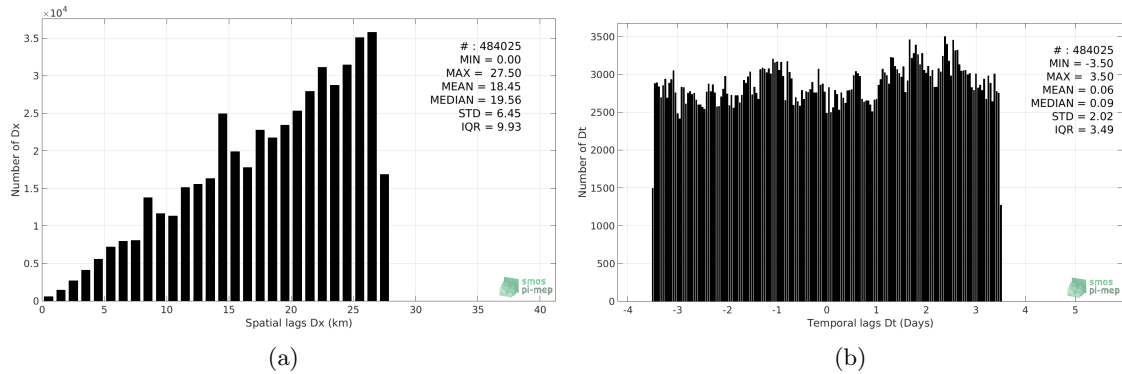 ×10⁴
3.5
3
2.5
2
1.5
1
0.5
0
Number of Dx
# : 484025
MIN = 0.00
MAX = 27.50
MEAN = 18.45
MEDIAN = 19.56
STD = 6.45
IQR = 9.93
smos
pi-mep
0 5 10 15 20 25 30 35 40
Spatial lags Dx (km)
(a)
3500
3000
2500
2000
1500
1000
500
0
Number of Dt
# : 484025
MIN = -3.50
MAX = 3.50
MEAN = 0.06
MEDIAN = 0.09
STD = 2.02
IQR = 3.49
smos
pi-mep
-4 -3 -2 -1 0 1 2 3 4 5
Temporal lags Dt (Days)
(b)